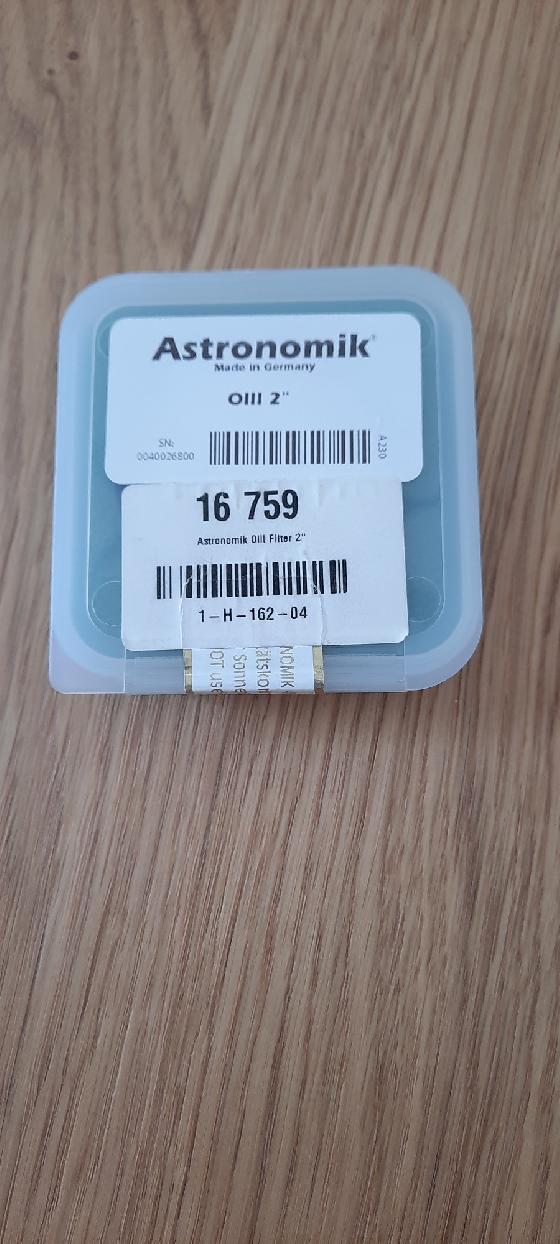 Astronomik®
Made in Germany
OIII 2"
SN:
0040026800
A230
16 759
Astronomik OIII Filter 2"
1-H-162-04